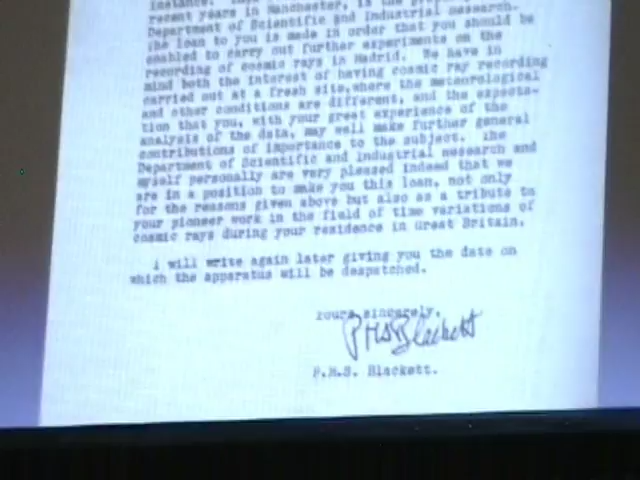 instance.
recent years in Manchester, is the
Department of Scientific and Industrial Research.
The loan to you is made in order that you should be
enabled to carry out further experiments on the
recording of cosmic rays in Madrid. We have in
mind both the interest of having cosmic ray recording
carried out at a fresh site, where the meteorological
and other conditions are different, and the expecta-
tion that you, with your great experience of the
analysis of the data, may well make further general
contributions of importance to the subject. The
Department of Scientific and Industrial Research and
myself personally are very pleased indeed that we
are in a position to make you this loan, not only
for the reasons given above but also as a tribute to
your pioneer work in the field of time variations of
cosmic rays during your residence in Great Britain.
I will write again later giving you the date on
which the apparatus will be despatched.
Yours sincerely,
PMS Blackett
P.M.S. Blackett.